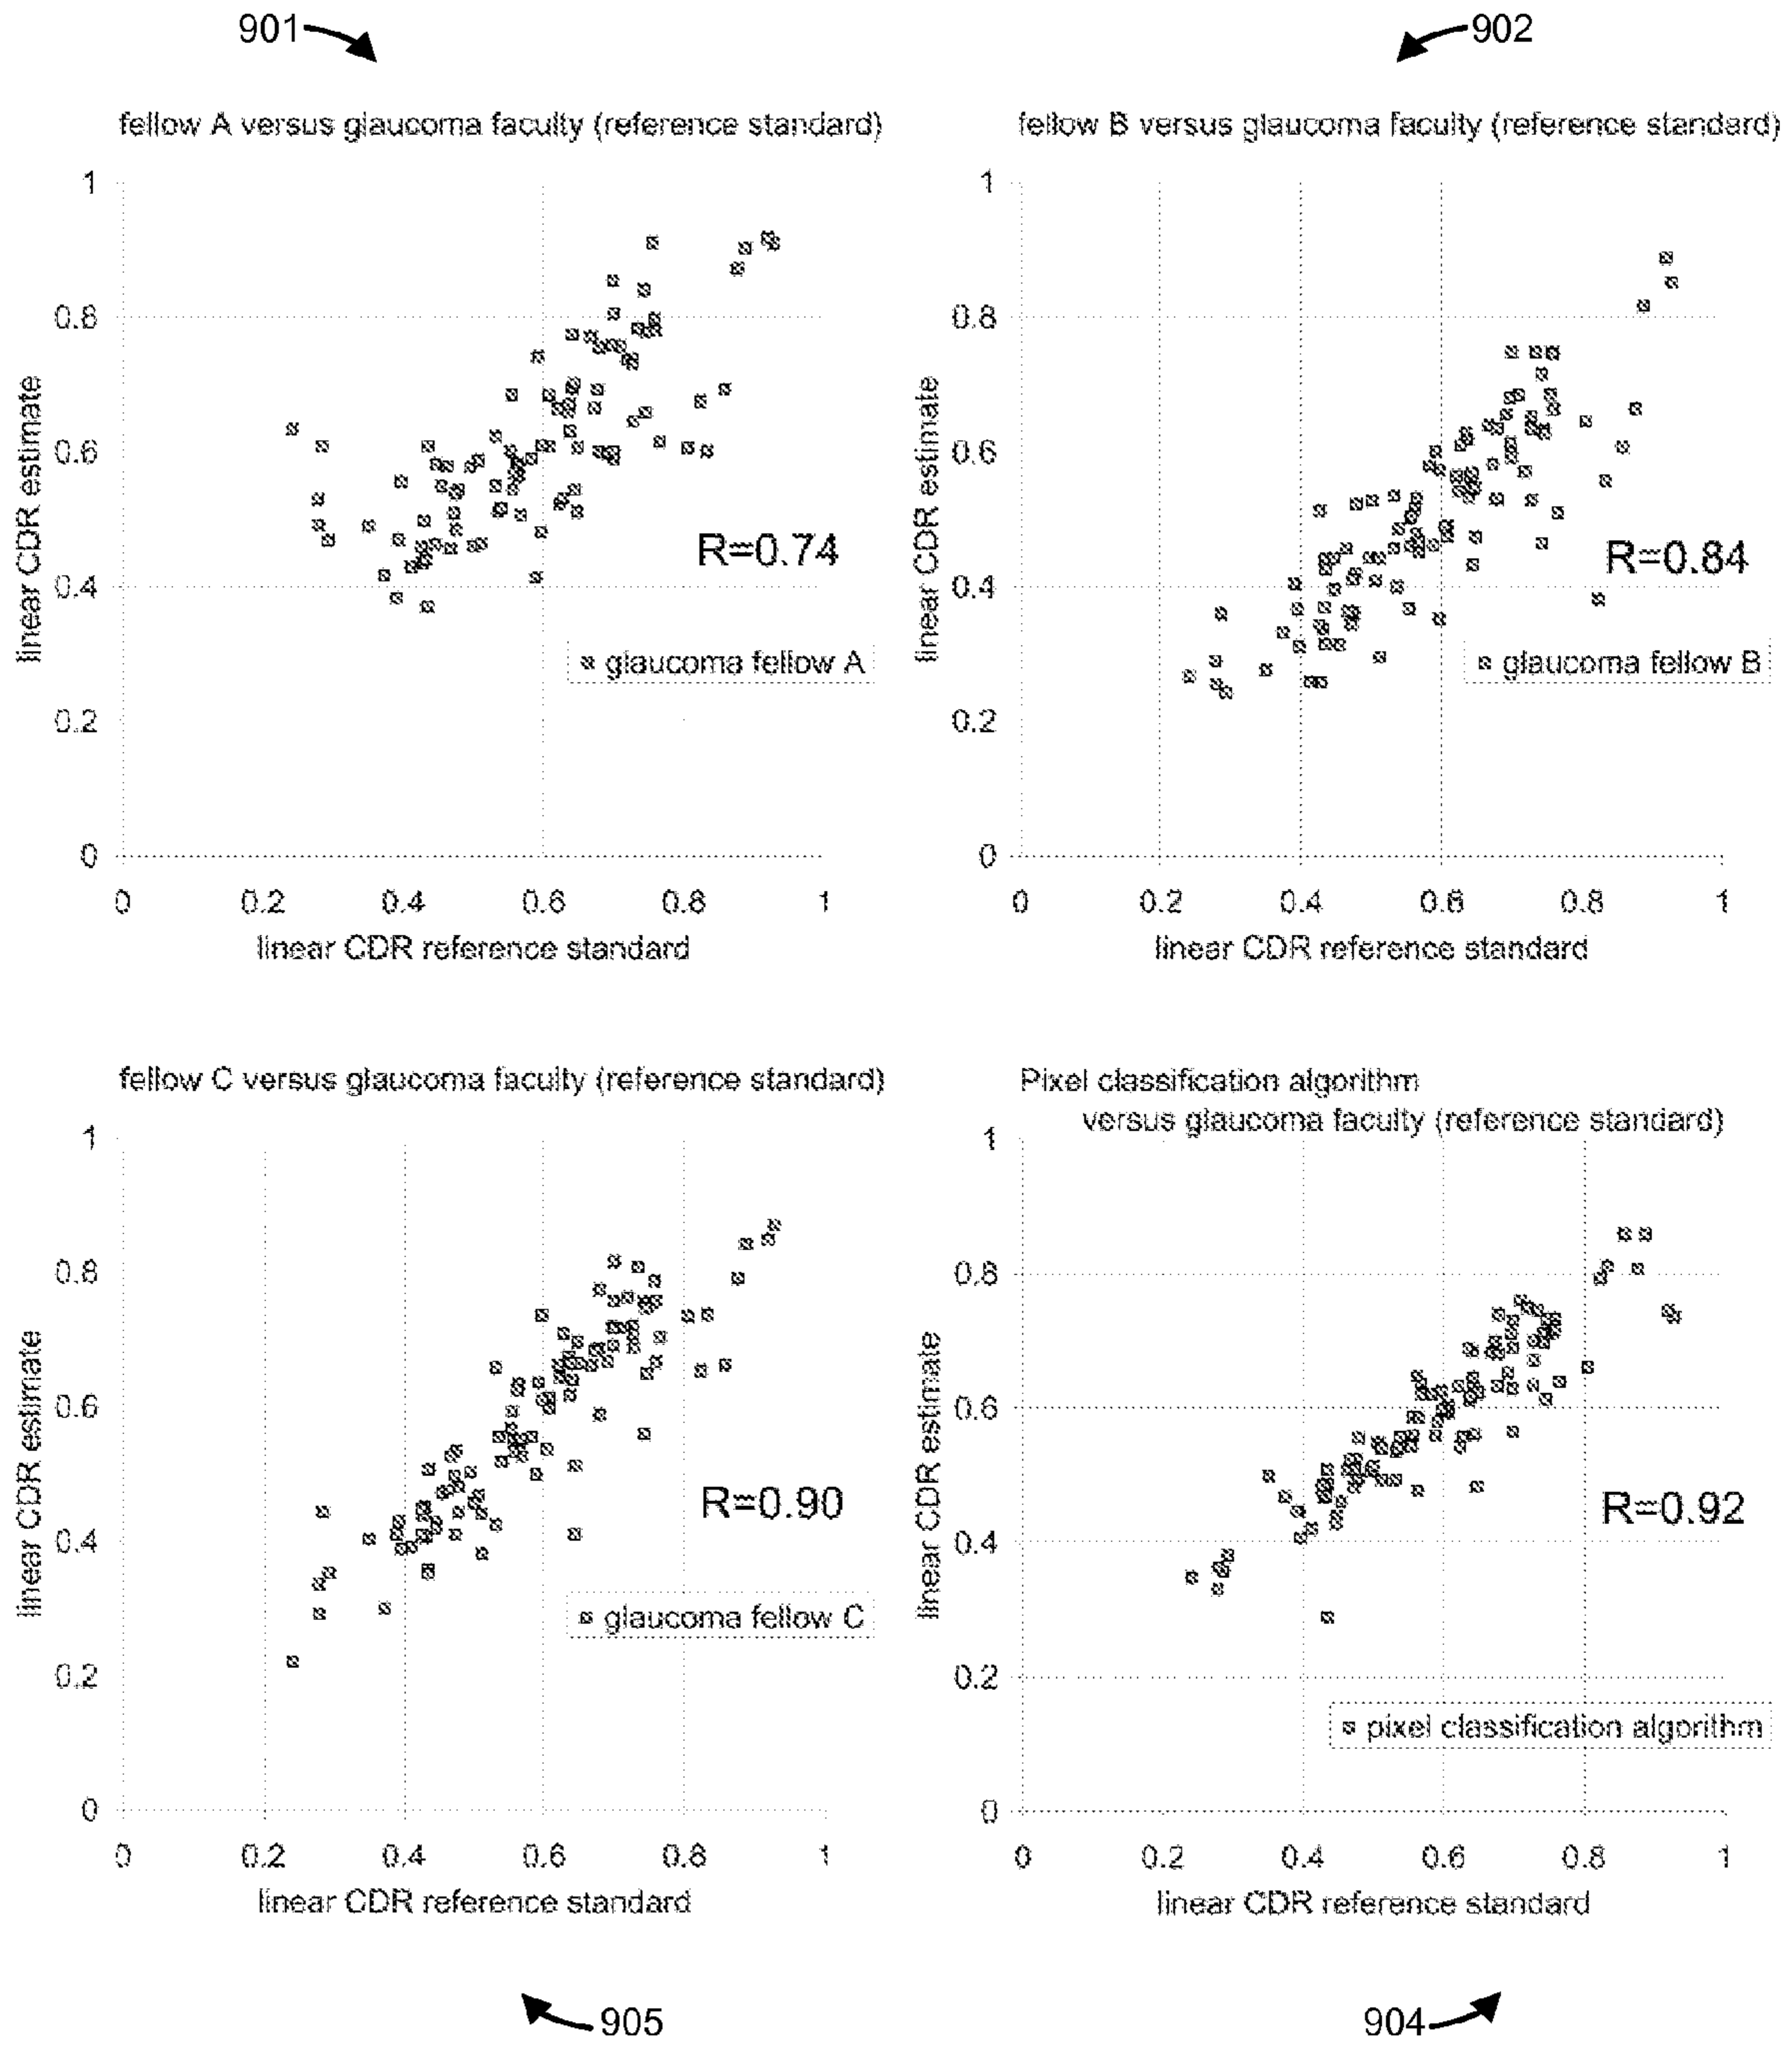 901
902
fellow A versus glaucoma faculty (reference standard)
fellow B versus glaucoma faculty (reference standard)
1
0.8
0.6
0.4
0.2
0
linear CDR estimate
R=0.74
glaucoma fellow A
0 0.2 0.4 0.6 0.8 1
linear CDR reference standard
1
0.8
0.6
0.4
0.2
0
linear CDR estimate
R=0.84
glaucoma fellow B
0 0.2 0.4 0.6 0.8 1
linear CDR reference standard
fellow C versus glaucoma faculty (reference standard)
1
0.8
0.6
0.4
0.2
0
linear CDR estimate
R=0.90
glaucoma fellow C
0 0.2 0.4 0.6 0.8 1
linear CDR reference standard
Pixel classification algorithm
versus glaucoma faculty (reference standard)
1
0.8
0.6
0.4
0.2
0
linear CDR estimate
R=0.92
pixel classification algorithm
0 0.2 0.4 0.6 0.8 1
linear CDR reference standard
905
904